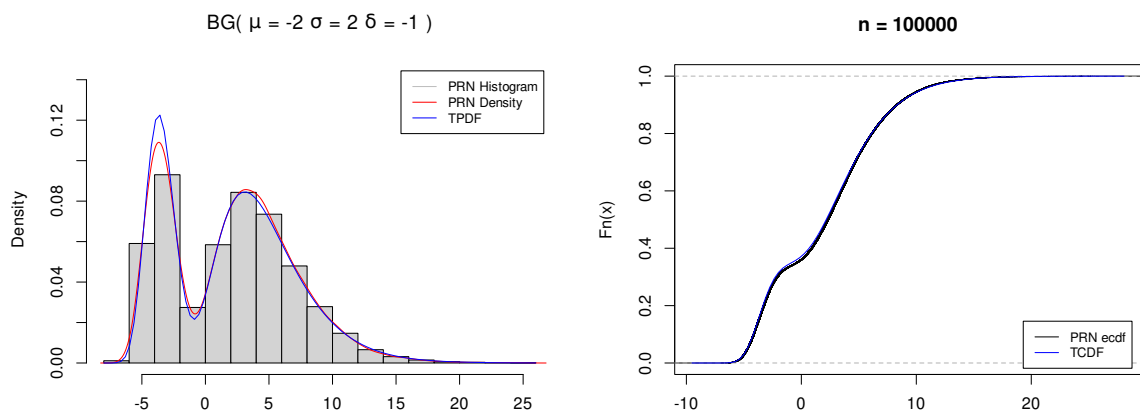 BG( μ = -2 σ = 2 δ = -1 )
Density
0.00
0.04
0.08
0.12
-5 0 5 10 15 20 25
PRN Histogram
PRN Density
TPDF
n = 100000
Fn(x)
0.0
0.2
0.4
0.6
0.8
1.0
-10 0 10 20
PRN ecdf
TCDF